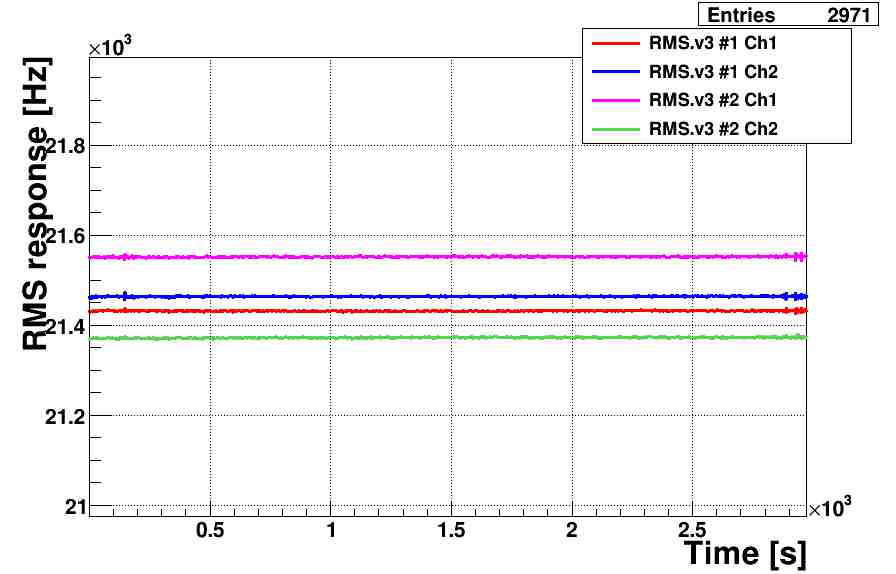 Entries 2971
×10³
RMS.v3 #1 Ch1
RMS.v3 #1 Ch2
RMS.v3 #2 Ch1
RMS.v3 #2 Ch2
RMS response [Hz]
21.8
21.6
21.4
21.2
21
0.5 1 1.5 2 2.5
×10³
Time [s]